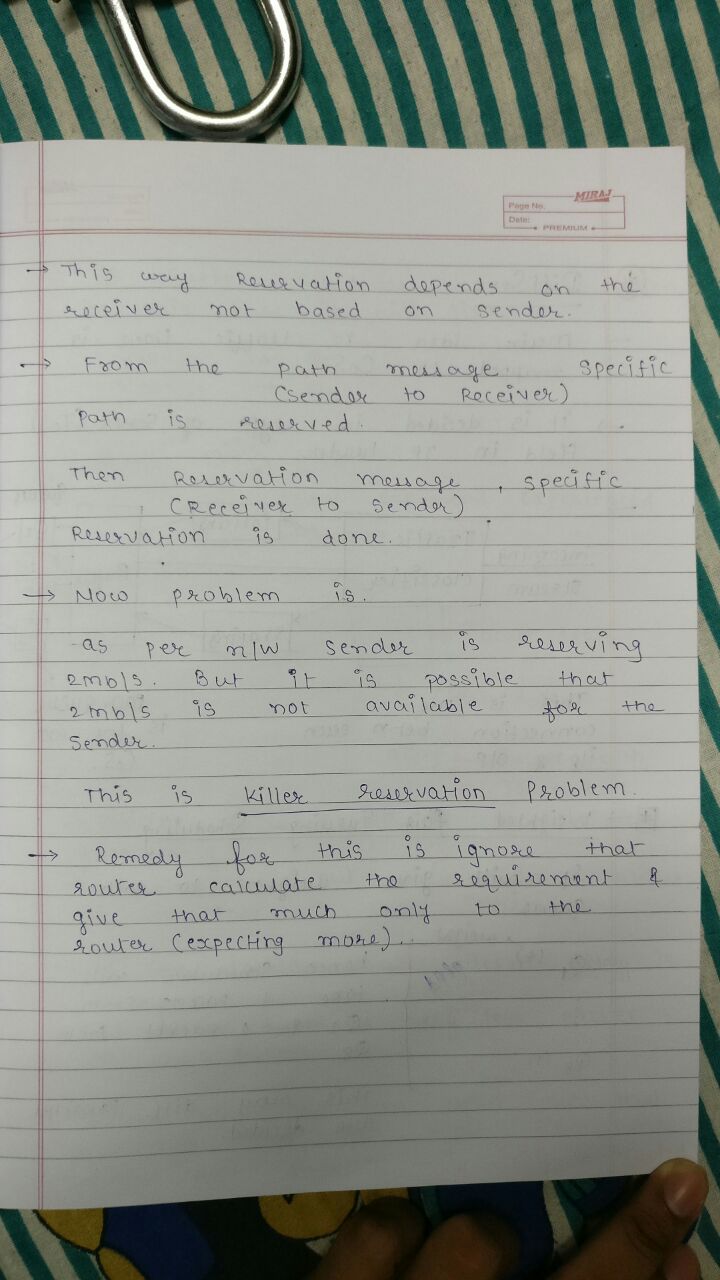 MIRAJ
Page No.
Date:
PREMIUM
→ This way Reservation depends on the
receiver not based on sender.
→ From the path message specific
(sender to Receiver)
path is reserved.
Then Reservation message, specific
(Receiver to sender)
Reservation is done.
→ Now problem is.
as per n/w sender is reserving
2mb/s. But it is possible that
2mb/s is not available for the
sender.
This is killer reservation problem.
→ Remedy for this is ignore that
router calculate the requirement &
give that much only to the
router (expecting more)..